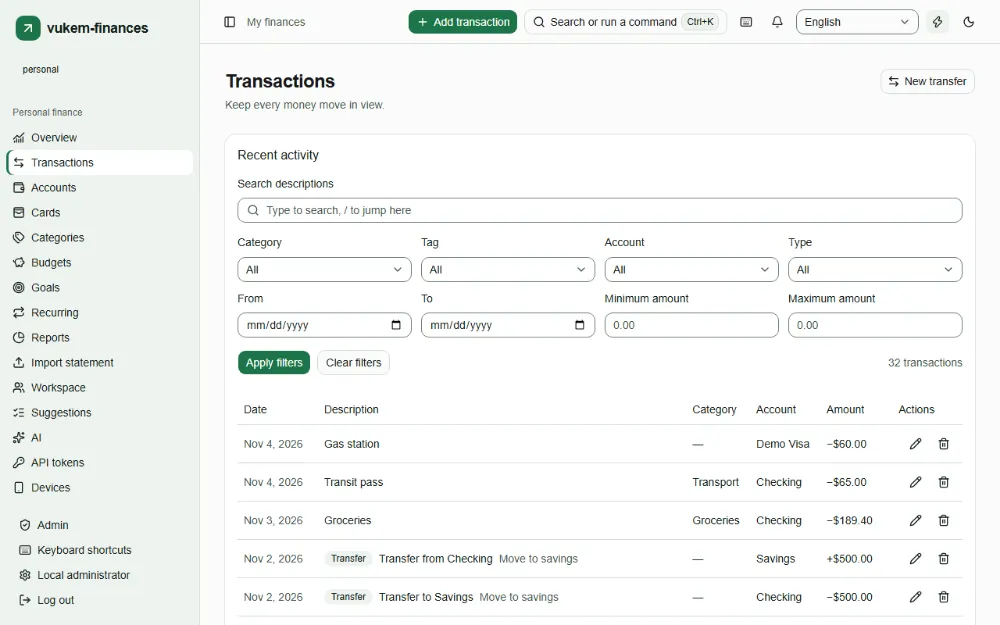 vukem-finances
personal
Personal finance
Overview
Transactions
Accounts
Cards
Categories
Budgets
Goals
Recurring
Reports
Import statement
Workspace
Suggestions
AI
API tokens
Devices
Admin
Keyboard shortcuts
Local administrator
Log out
My finances
+ Add transaction
Search or run a command Ctrl+K
English
Transactions
Keep every money move in view.
New transfer
Recent activity
Search descriptions
Type to search, / to jump here
Category Tag Account Type
All All All All
From To Minimum amount Maximum amount
mm/dd/yyyy mm/dd/yyyy 0.00 0.00
Apply filters Clear filters 32 transactions
Date Description Category Account Amount Actions
Nov 4, 2026 Gas station — Demo Visa −$60.00
Nov 4, 2026 Transit pass Transport Checking −$65.00
Nov 3, 2026 Groceries Groceries Checking −$189.40
Nov 2, 2026 Transfer Transfer from Checking Move to savings — Savings +$500.00
Nov 2, 2026 Transfer Transfer to Savings Move to savings — Checking −$500.00